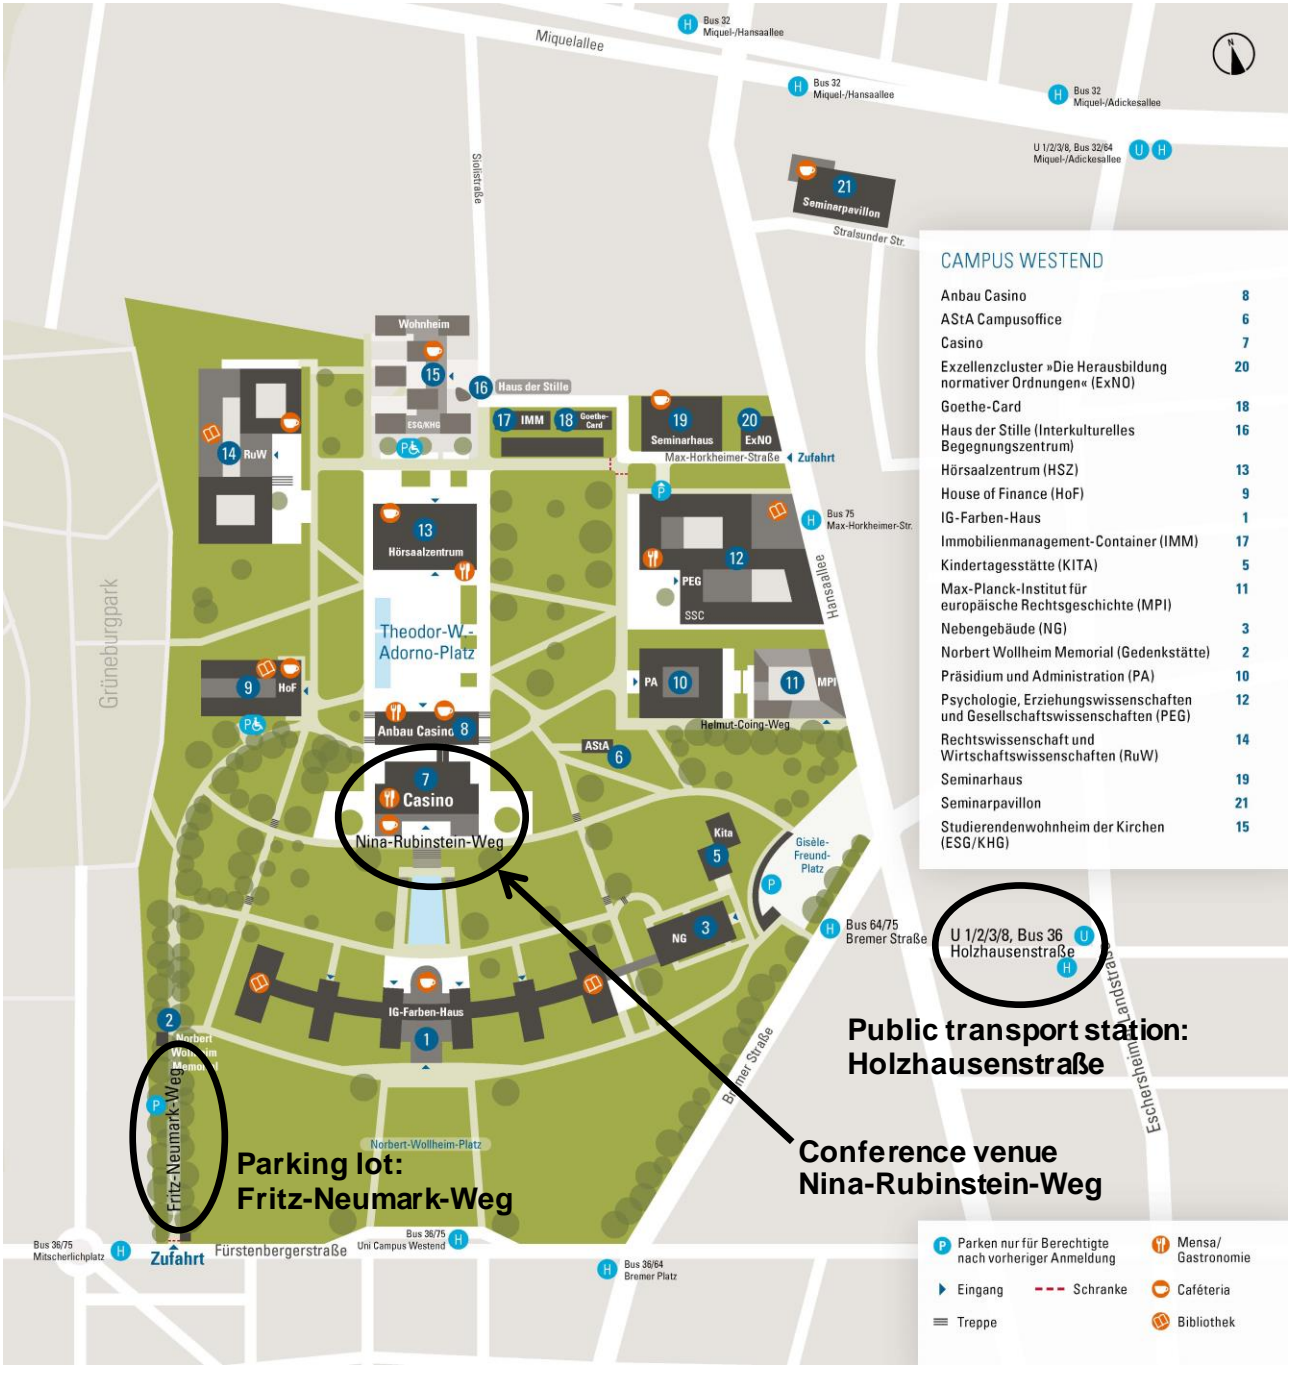 Bus 32
Miquel-/Hansaallee
Miquelallee
N
Bus 32
Miquel-/Hansaallee
Bus 32
Miquel-/Adickesallee
U 1/2/3/8, Bus 32/64
Miquel-/Adickesallee
U
H
H
H
H
Siolistraße
21
Seminarpavillon
Stralsunder Str.
CAMPUS WESTEND
Anbau Casino 8
AStA Campusoffice 6
Casino 7
Exzellenzcluster »Die Herausbildung 20
normativer Ordnungen« (ExNO)
Goethe-Card 18
Haus der Stille (Interkulturelles 16
Begegnungszentrum)
Hörsaalzentrum (HSZ) 13
House of Finance (HoF) 9
IG-Farben-Haus 1
Immobilienmanagement-Container (IMM) 17
Kindertagesstätte (KITA) 5
Max-Planck-Institut für 11
europäische Rechtsgeschichte (MPI)
Nebengebäude (NG) 3
Norbert Wollheim Memorial (Gedenkstätte) 2
Präsidium und Administration (PA) 10
Psychologie, Erziehungswissenschaften 12
und Gesellschaftswissenschaften (PEG)
Rechtswissenschaft und 14
Wirtschaftswissenschaften (RuW)
Seminarhaus 19
Seminarpavillon 21
Studierendenwohnheim der Kirchen 15
(ESG/KHG)
Wohnheim
15
16 Haus der Stille
ESG/KHG
P
17 IMM
18 Goethe-
Card
19
Seminarhaus
20
ExNO
Max-Horkheimer-Straße
Zufahrt
14 RuW
P
H
Bus 75
Max-Horkheimer-Str.
13
Hörsaalzentrum
12
PEG
SSC
Hansaallee
Grüneburgpark
Theodor-W.-
Adorno-Platz
9 HoF
P
PA 10
11 MPI
Helmut-Coing-Weg
Anbau Casino 8
AStA
6
7
Casino
Nina-Rubinstein-Weg
Kita
5
Gisèle-
Freund-
Platz
P
NG 3
H
Bus 64/75
Bremer Straße
U 1/2/3/8, Bus 36
Holzhausenstraße
U
H
IG-Farben-Haus
1
2
Norbert
Wollheim
Memorial
P
Fritz-Neumark-Weg
Bremer Straße
Eschersheimer Landstraße
Public transport station:
Holzhausenstraße
Norbert-Wollheim-Platz
Parking lot:
Fritz-Neumark-Weg
Conference venue
Nina-Rubinstein-Weg
Bus 36/75
Mitscherlichplatz
H
Zufahrt
Fürstenbergerstraße
Bus 36/75
Uni Campus Westend
H
H
Bus 36/64
Bremer Platz
P
Parken nur für Berechtigte
nach vorheriger Anmeldung
Mensa/
Gastronomie
Eingang
Schranke
Caféteria
Treppe
Bibliothek